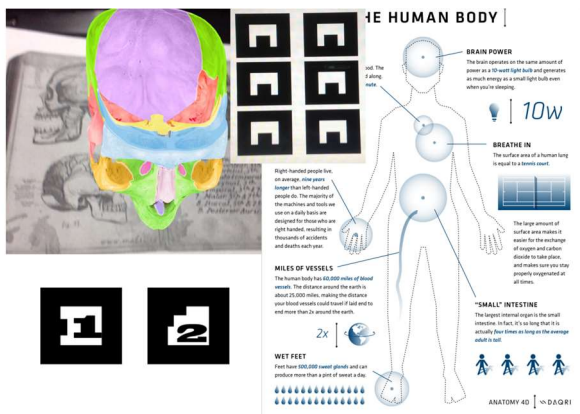 HE HUMAN BODY
BRAIN POWER
The brain operates on the same amount of
power as a 10-watt light bulb and generates
as much energy as a small light bulb even
when you're sleeping.
10w
od. The
along.
nute.
BREATHE IN
The surface area of a human lung
is equal to a tennis court.
The large amount of
surface area makes it
easier for the exchange
of oxygen and carbon
dioxide to take place,
and makes sure you stay
properly oxygenated at
all times.
Right-handed people live,
on average, nine years
longer than left-handed
people do. The majority of
the machines and tools we
use on a daily basis are
designed for those who are
right handed, resulting in
thousands of accidents
and deaths each year.
MILES OF VESSELS
The human body has 60,000 miles of blood
vessels. The distance around the earth is
about 25,000 miles, making the distance
your blood vessels could travel if laid end to
end more than 2x around the earth.
2x
"SMALL" INTESTINE
The largest internal organ is the small
intestine. In fact, it's so long that it is
actually four times as long as the average
adult is tall.
WET FEET
Feet have 500,000 sweat glands and can
produce more than a pint of sweat a day.
ANATOMY 4D
DAQRI
1
2